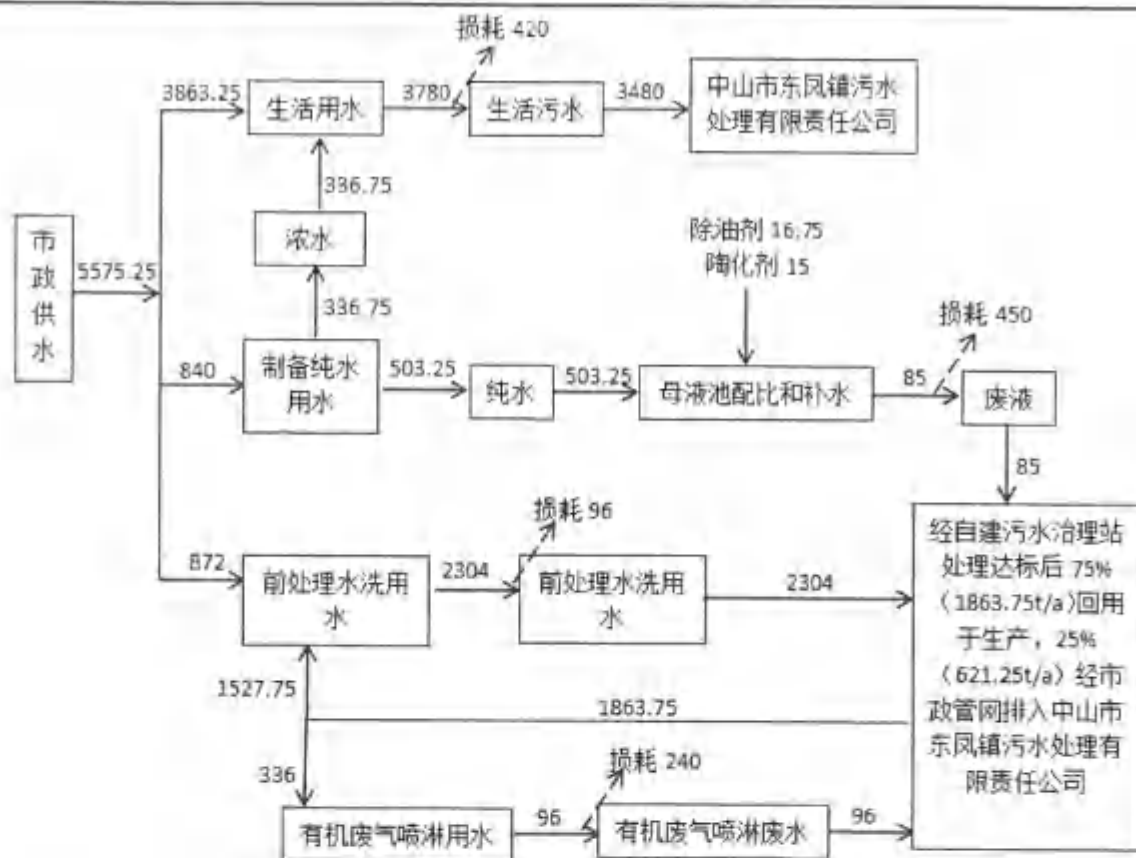 损耗 420
3863.25
生活用水
3780
生活污水
3480
中山市东凤镇污水
处理有限责任公司
336.75
浓水
336.75
市
政
供
水
5575.25
除油剂 16.75
陶化剂 15
损耗 450
840
制备纯水
用水
503.25
纯水
503.25
母液池配比和补水
85
废液
85
损耗 96
872
前处理水洗用
水
2304
前处理水洗用
水
2304
经自建污水治理站
处理达标后 75%
（1863.75t/a)回用
于生产，25%
（621.25t/a）经市
政管网排入中山市
东凤镇污水处理有
限责任公司
1527.75
1863.75
336
损耗 240
有机废气喷淋用水
96
有机废气喷淋废水
96